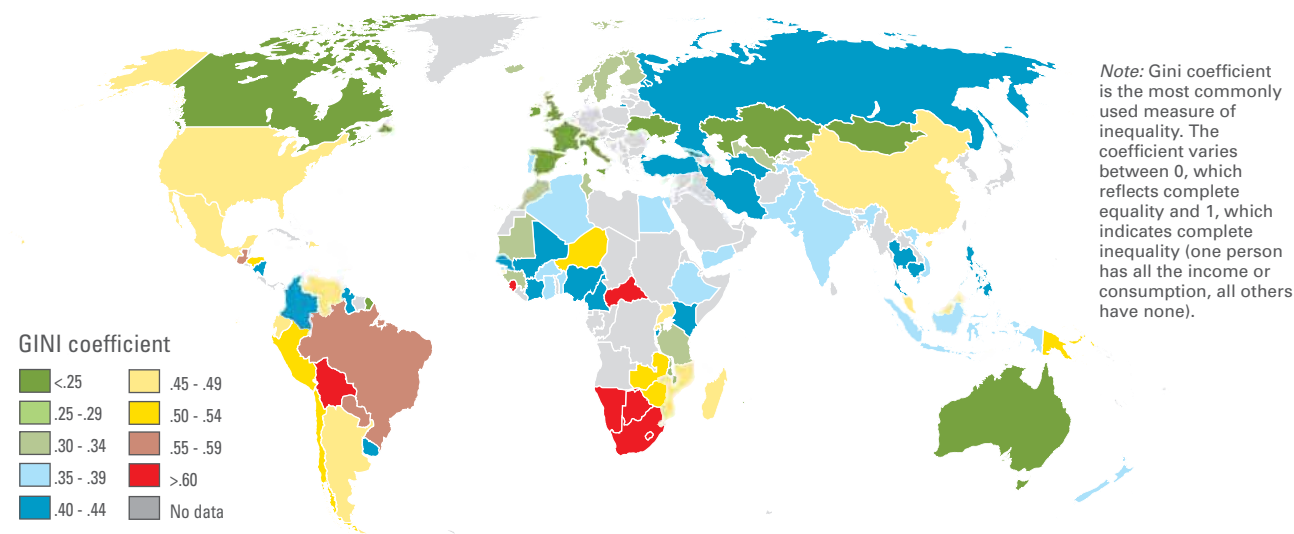 Note: Gini coefficient
is the most commonly
used measure of
inequality. The
coefficient varies
between 0, which
reflects complete
equality and 1, which
indicates complete
inequality (one person
has all the income or
consumption, all others
have none).
GINI coefficient
<.25
.25 -.29
.30 - .34
.35 - .39
.40 - .44
.45 - .49
.50 - .54
.55 - .59
>.60
No data